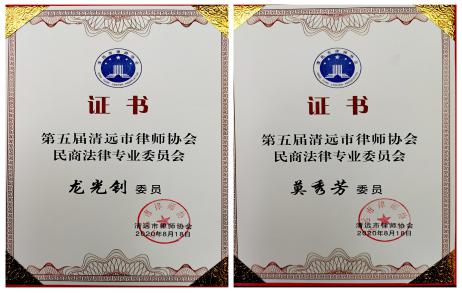 证书
第五届清远市律师协会
民商法律专业委员会
龙光钊 委员
清远市律师协会
2020年8月18日
证书
第五届清远市律师协会
民商法律专业委员会
莫秀芳 委员
清远市律师协会
2020年8月18日